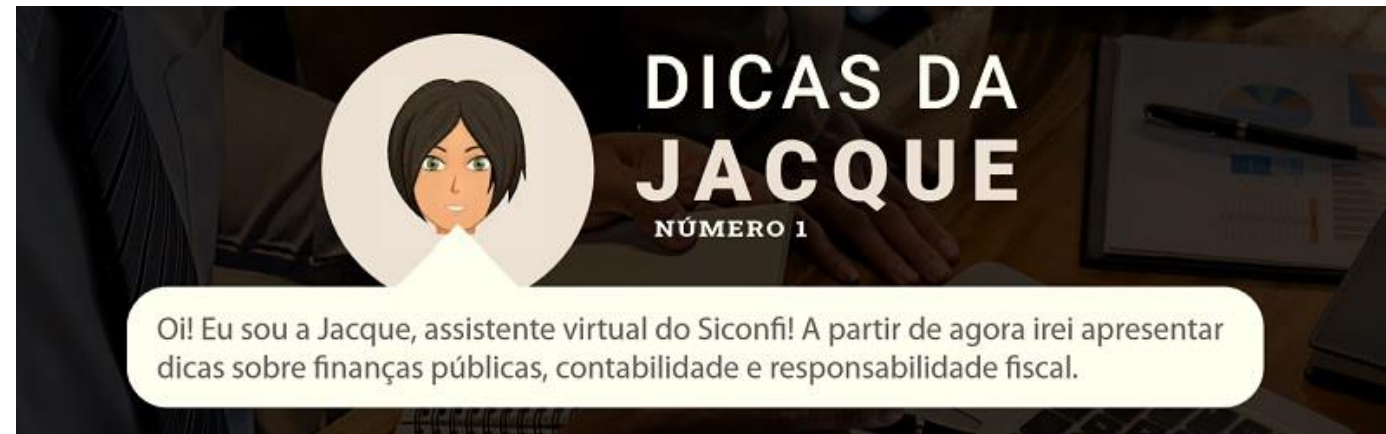 DICAS DA
JACQUE
NÚMERO 1
Oi! Eu sou a Jacque, assistente virtual do Siconfi! A partir de agora irei apresentar
dicas sobre finanças públicas, contabilidade e responsabilidade fiscal.